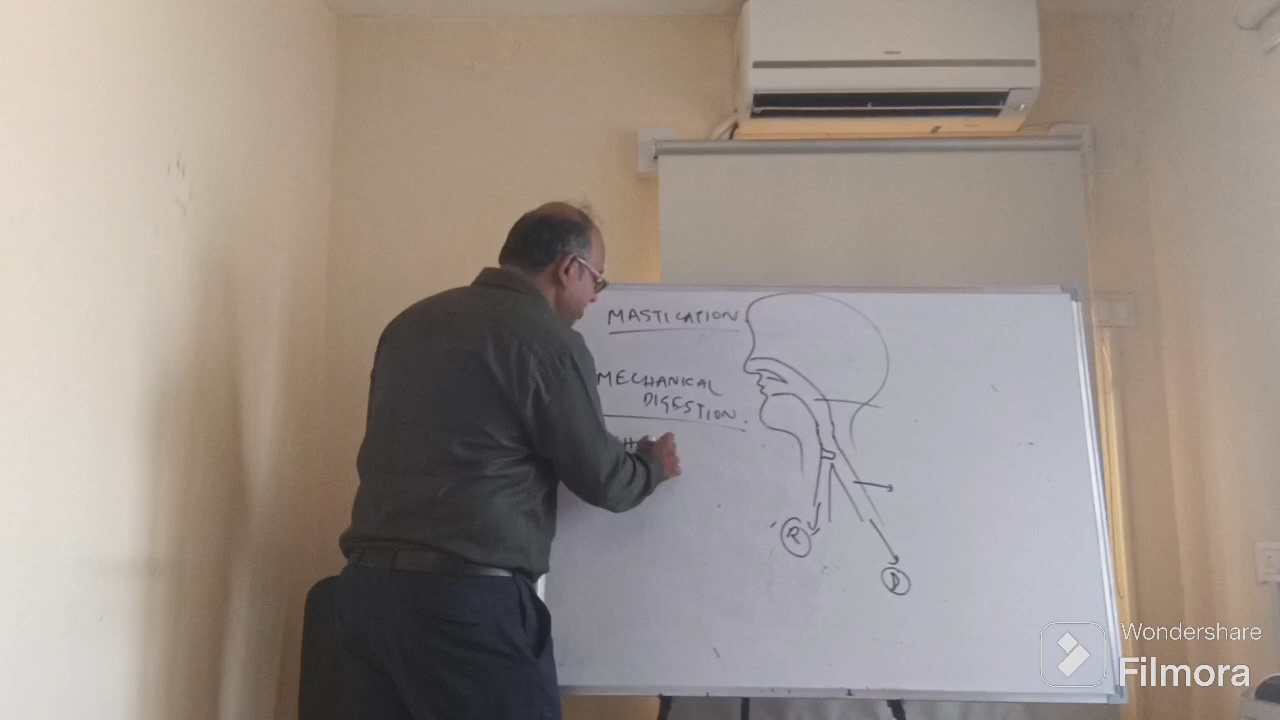 MASTICATION
MECHANICAL
DIGESTION.
R
D
Wondershare
Filmora